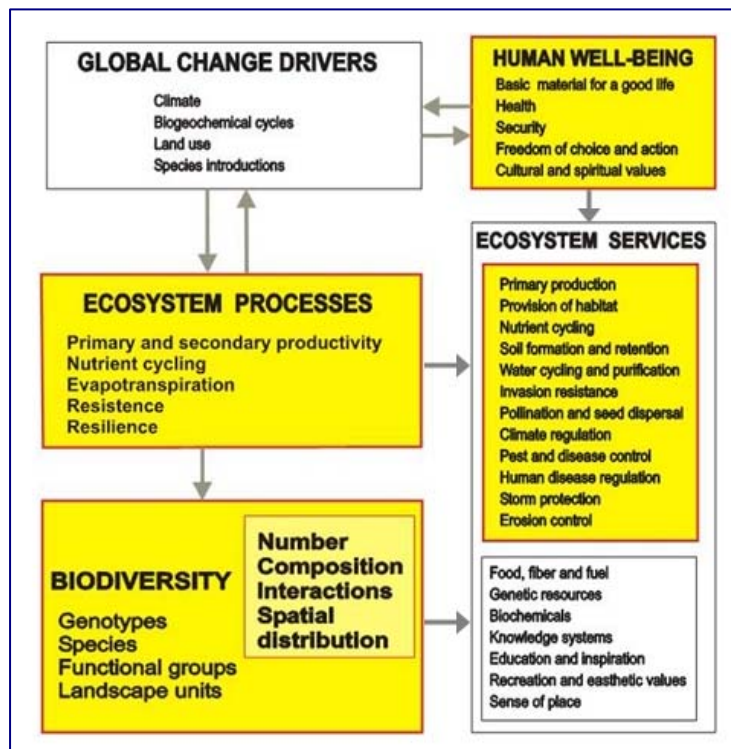 GLOBAL CHANGE DRIVERS
Climate
Biogeochemical cycles
Land use
Species introductions
HUMAN WELL-BEING
Basic material for a good life
Health
Security
Freedom of choice and action
Cultural and spiritual values
ECOSYSTEM PROCESSES
Primary and secondary productivity
Nutrient cycling
Evapotranspiration
Resistence
Resilience
ECOSYSTEM SERVICES
Primary production
Provision of habitat
Nutrient cycling
Soil formation and retention
Water cycling and purification
Invasion resistance
Pollination and seed dispersal
Climate regulation
Pest and disease control
Human disease regulation
Storm protection
Erosion control
Food, fiber and fuel
Genetic resources
Biochemicals
Knowledge systems
Education and inspiration
Recreation and easthetic values
Sense of place
BIODIVERSITY
Genotypes
Species
Functional groups
Landscape units
Number
Composition
Interactions
Spatial
distribution